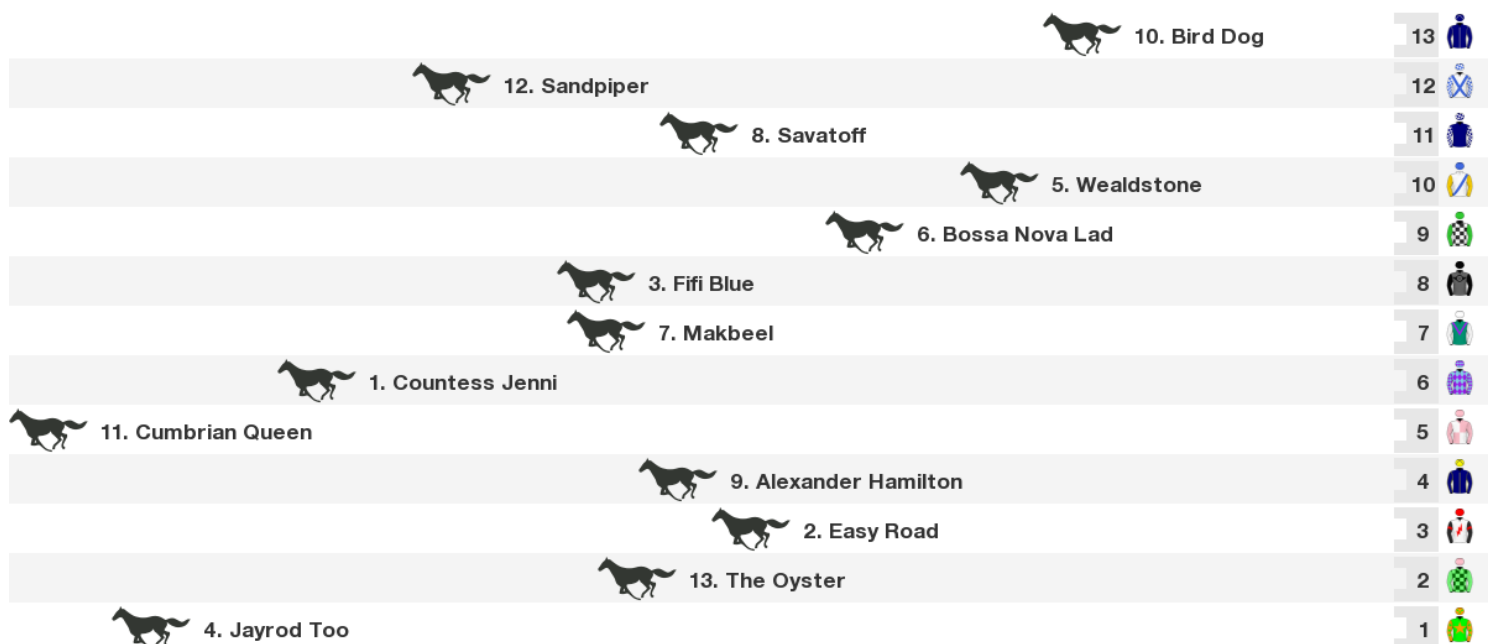 10. Bird Dog 13
12. Sandpiper 12
8. Savatoff 11
5. Wealdstone 10
6. Bossa Nova Lad 9
3. Fifi Blue 8
7. Makbeel 7
1. Countess Jenni 6
11. Cumbrian Queen 5
9. Alexander Hamilton 4
2. Easy Road 3
13. The Oyster 2
4. Jayrod Too 1